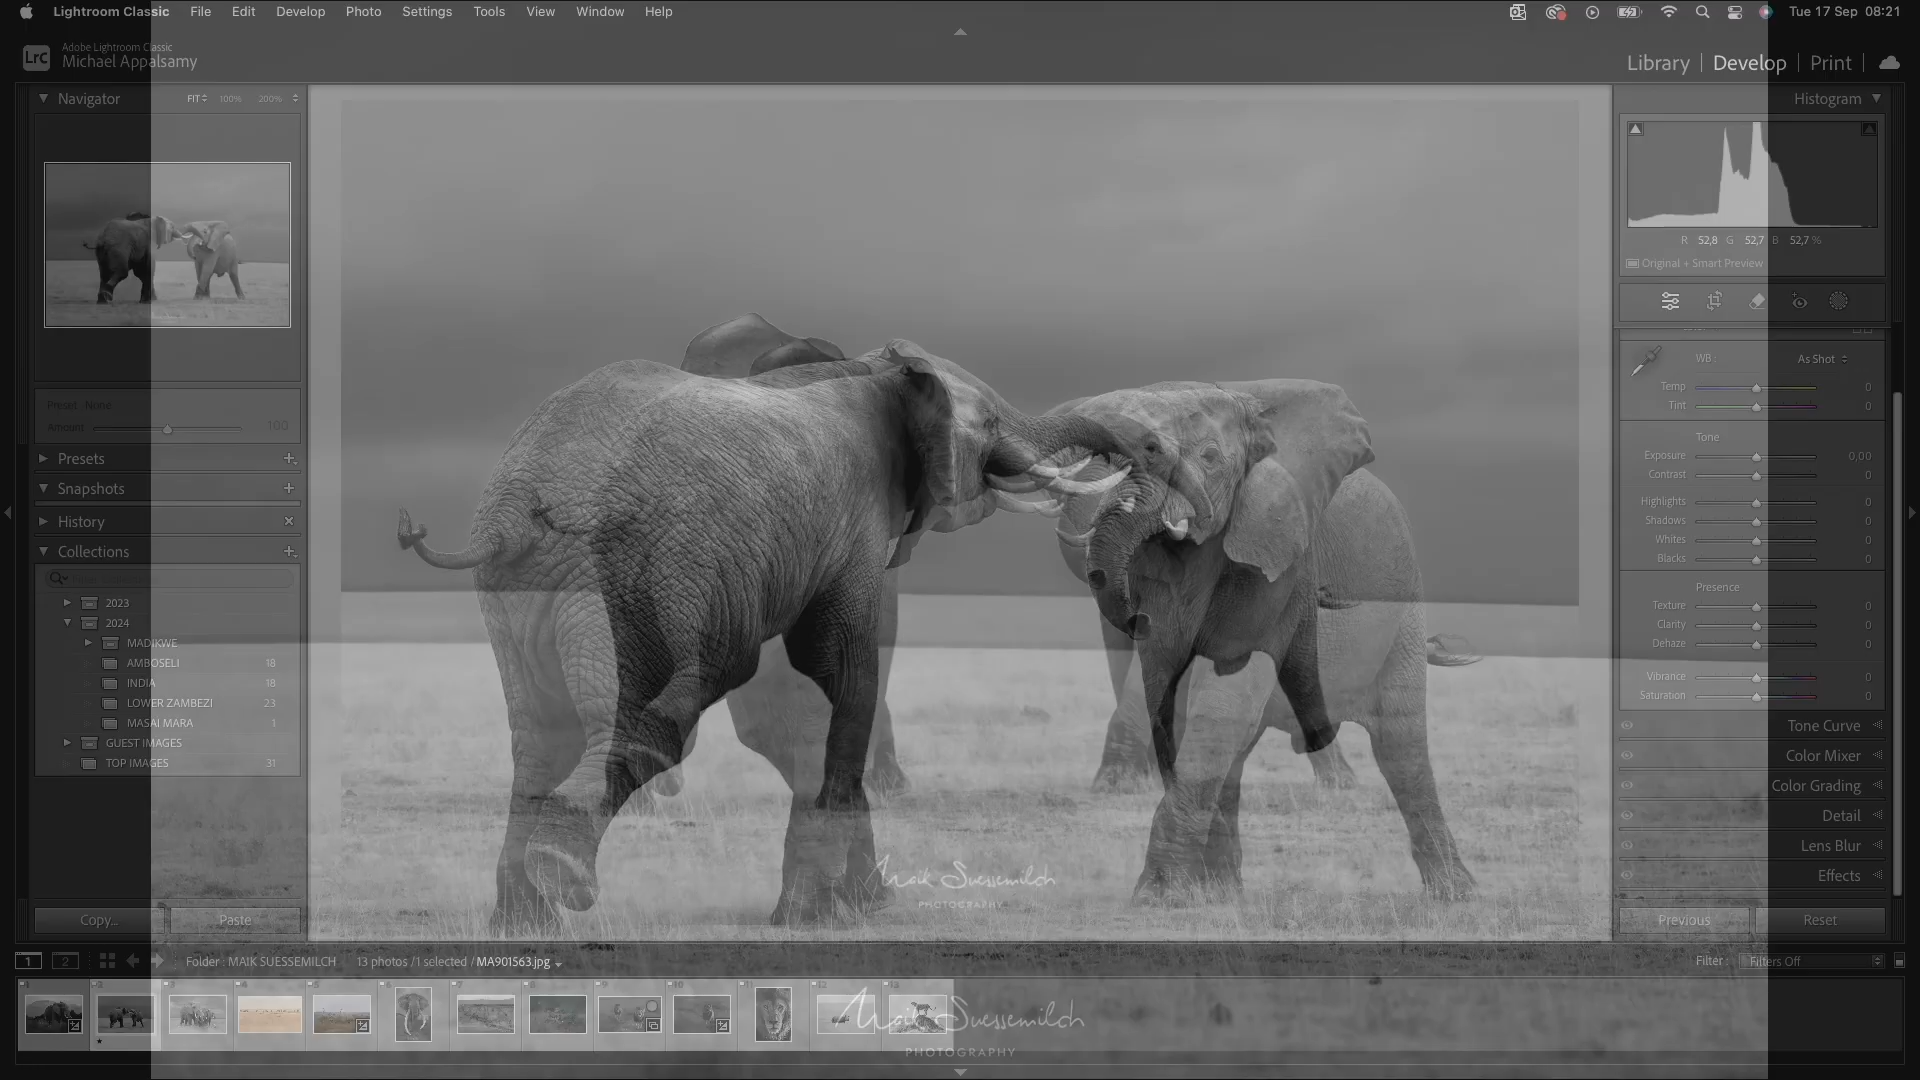 Lightroom Classic File Edit Develop Photo Settings Tools View Window Help
Tue 17 Sep 08:21
LrC
Adobe Lightroom Classic
Michael Appalsamy
Library Develop Print
Navigator
FIT 100% 200%
Histogram
R 52,8 G 52,7 B 52,7 %
Original + Smart Preview
WB: As Shot
Temp 0
Tint 0
Tone
Exposure 0,00
Contrast 0
Highlights 0
Shadows 0
Whites 0
Blacks 0
Presence
Texture 0
Clarity 0
Dehaze 0
Vibrance 0
Saturation 0
Tone Curve
Color Mixer
Color Grading
Detail
Lens Blur
Effects
Previous Reset
Preset: None
Amount 100
Presets
Snapshots
History
Collections
2023
2024
MADIKWE
AMBOSELI 18
INDIA 18
LOWER ZAMBEZI 23
MASAI MARA 1
GUEST IMAGES
TOP IMAGES 31
Copy... Paste
Maik Suessemilch
PHOTOGRAPHY
1 2 Folder : MAIK SUESSEMILCH 13 photos / 1 selected / MA901563.jpg
Filter : Filters Off
Maik Suessemilch
PHOTOGRAPHY